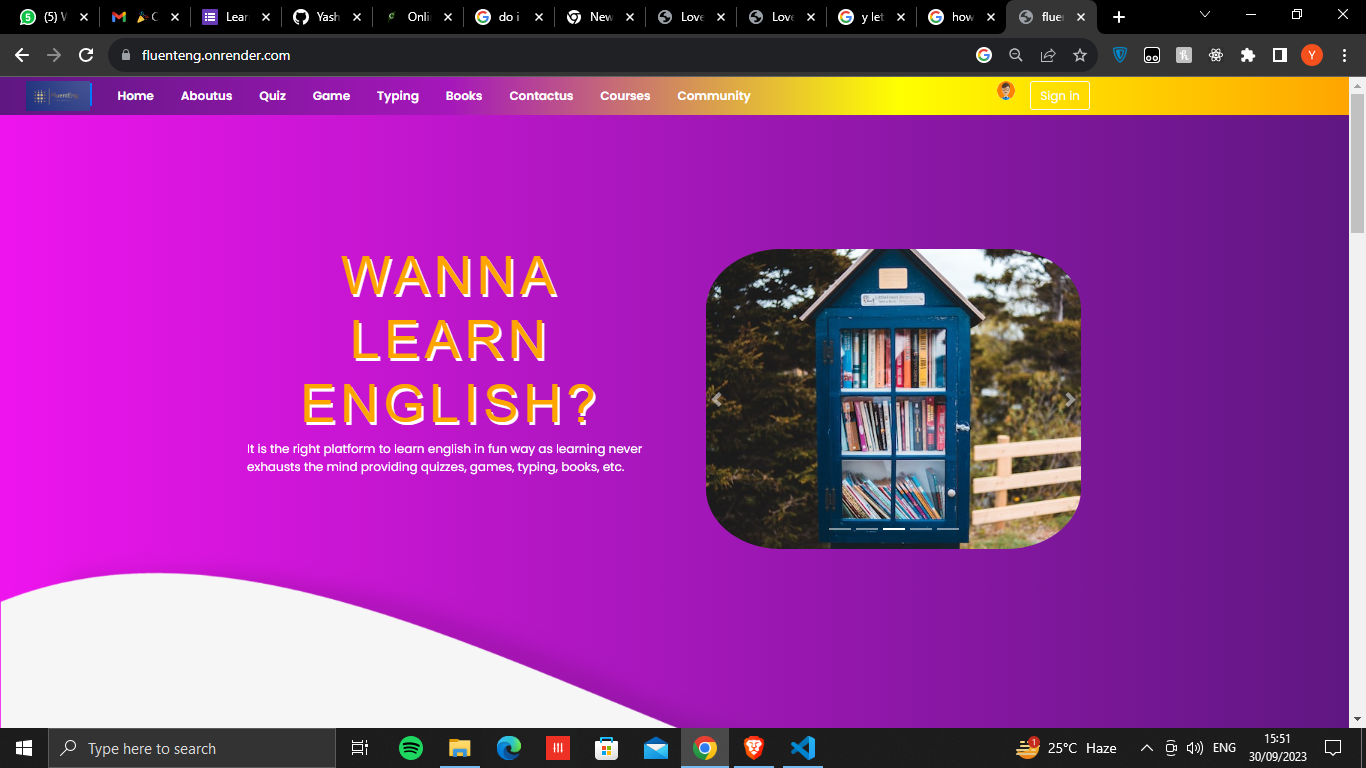 (5) W
Lear
Yash
Onli
do i
New
Love
Love
y let
how
flue
fluenteng.onrender.com
Y
Home Aboutus Quiz Game Typing Books Contactus Courses Community
Sign in
WANNA
LEARN
ENGLISH?
It is the right platform to learn english in fun way as learning never
exhausts the mind providing quizzes, games, typing, books, etc.
Type here to search
1
25°C Haze
ENG
15:51
30/09/2023